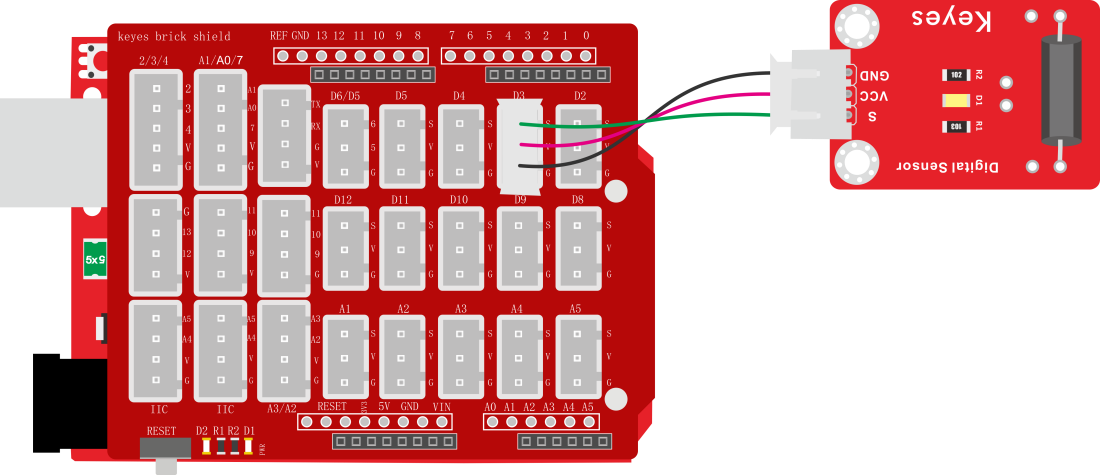 keyes brick shield
REF GND 13 12 11 10 9 8
7 6 5 4 3 2 1 0
2/3/4
A1/A0/7
2
3
4
V
G
A1
A0
7
V
G
TX
RX
G
V
D6/D5
D5
D4
D3
D2
6
5
G
S
V
G
S
V
G
S
G
S
V
G
G
13
12
V
11
10
9
V
G
11
10
9
G
D12
D11
D10
D9
D8
S
V
G
S
V
G
S
V
G
S
V
G
S
V
G
A5
A4
V
G
A5
A4
V
G
A3
A2
V
G
A1
A2
A3
A4
A5
S
V
G
S
V
G
S
V
G
S
V
G
S
V
G
IIC
IIC
A3/A2
RESET 3V3 5V GND VIN
A0 A1 A2 A3 A4 A5
RESET
D2 R1 R2 D1
PWR
5x5
Keyes
GND
VCC
S
102
R2
D1
103
R1
Digital Sensor